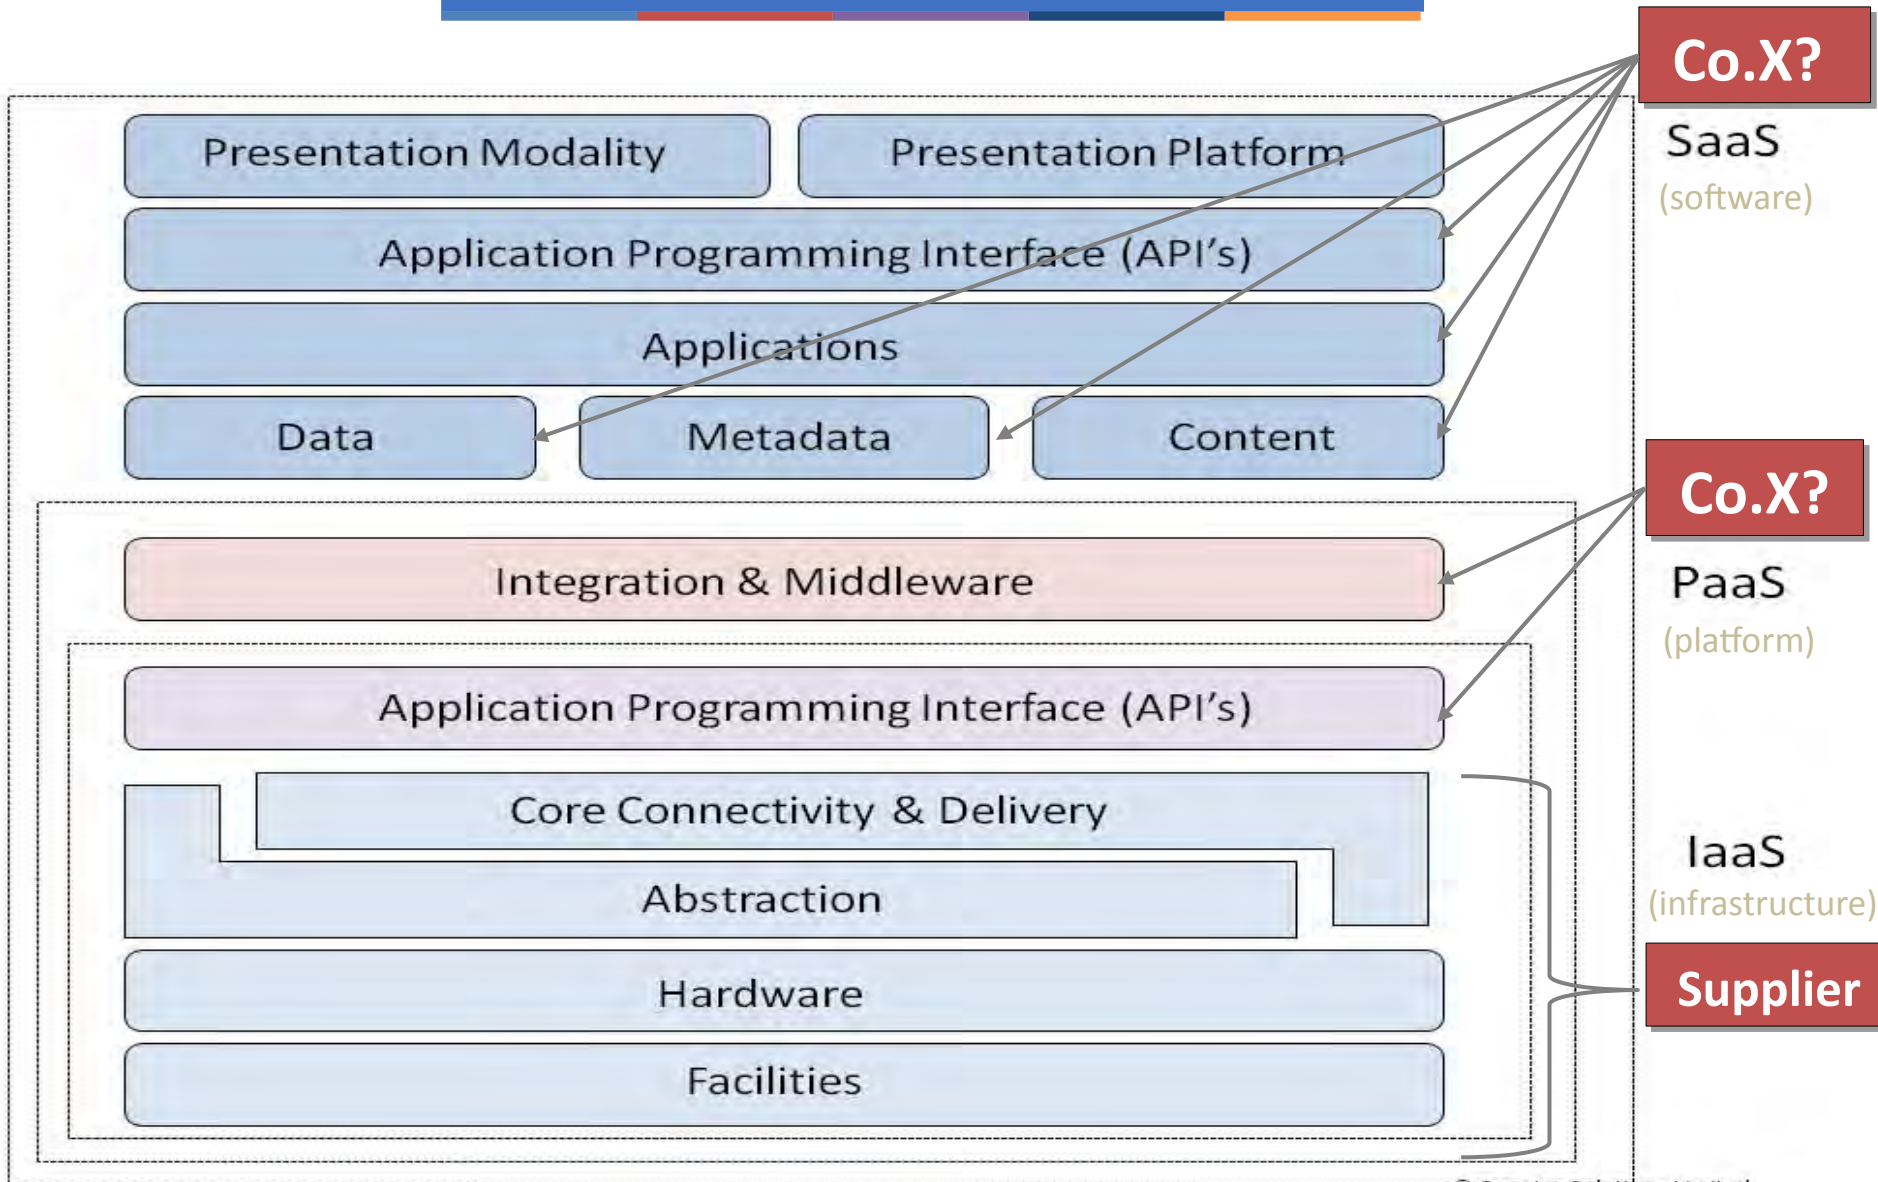 Co.X?
Presentation Modality
Presentation Platform
SaaS
(software)
Application Programming Interface (API's)
Applications
Data
Metadata
Content
Co.X?
Integration & Middleware
PaaS
(platform)
Application Programming Interface (API's)
Core Connectivity & Delivery
IaaS
(infrastructure)
Abstraction
Supplier
Hardware
Facilities